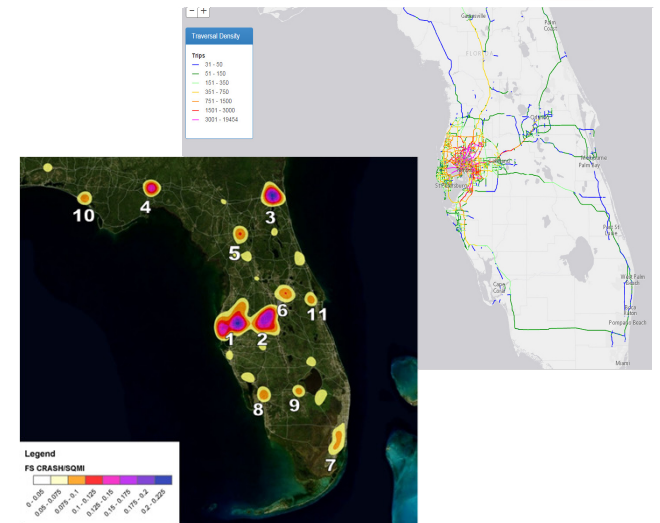 − +
Traversal Density
Trips
31 - 50
51 - 150
151 - 350
351 - 750
751 - 1500
1501 - 3000
3001 - 19454
Gainesville
Palm
Coast
FLORIDA
Melbourne
Palm Bay
St Petersburg
Port St
Lucie
Cape
Coral
West Palm
Beach
Boca
Raton
Pompano Beach
Miami
10
4
3
5
6
11
1
2
8
9
7
Legend
FS CRASH/SQMI
0 - 0.05
0.05 - 0.075
0.075 - 0.1
0.1 - 0.125
0.125 - 0.15
0.15 - 0.175
0.175 - 0.2
0.2 - 0.225